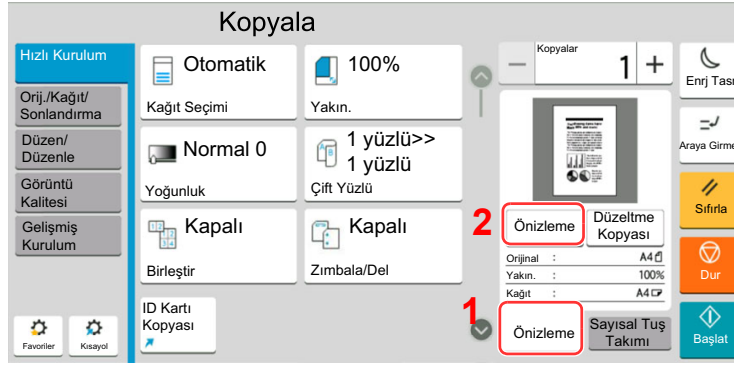 Kopyala
Hızlı Kurulum
Orij./Kağıt/
Sonlandırma
Düzen/
Düzenle
Görüntü
Kalitesi
Gelişmiş
Kurulum
Favoriler
Kısayol
Otomatik
Kağıt Seçimi
100%
Yakın.
Normal 0
Yoğunluk
1 yüzlü>>
1 yüzlü
Çift Yüzlü
Kapalı
Birleştir
Kapalı
Zımbala/Del
ID Kartı
Kopyası
Kopyalar
1
2
Önizleme
Düzeltme
Kopyası
Orijinal : A4
Yakın. : 100%
Kağıt : A4
1
Önizleme
Sayısal Tuş
Takımı
Enrj Tası
Araya Girme
Sıfırla
Dur
Başlat